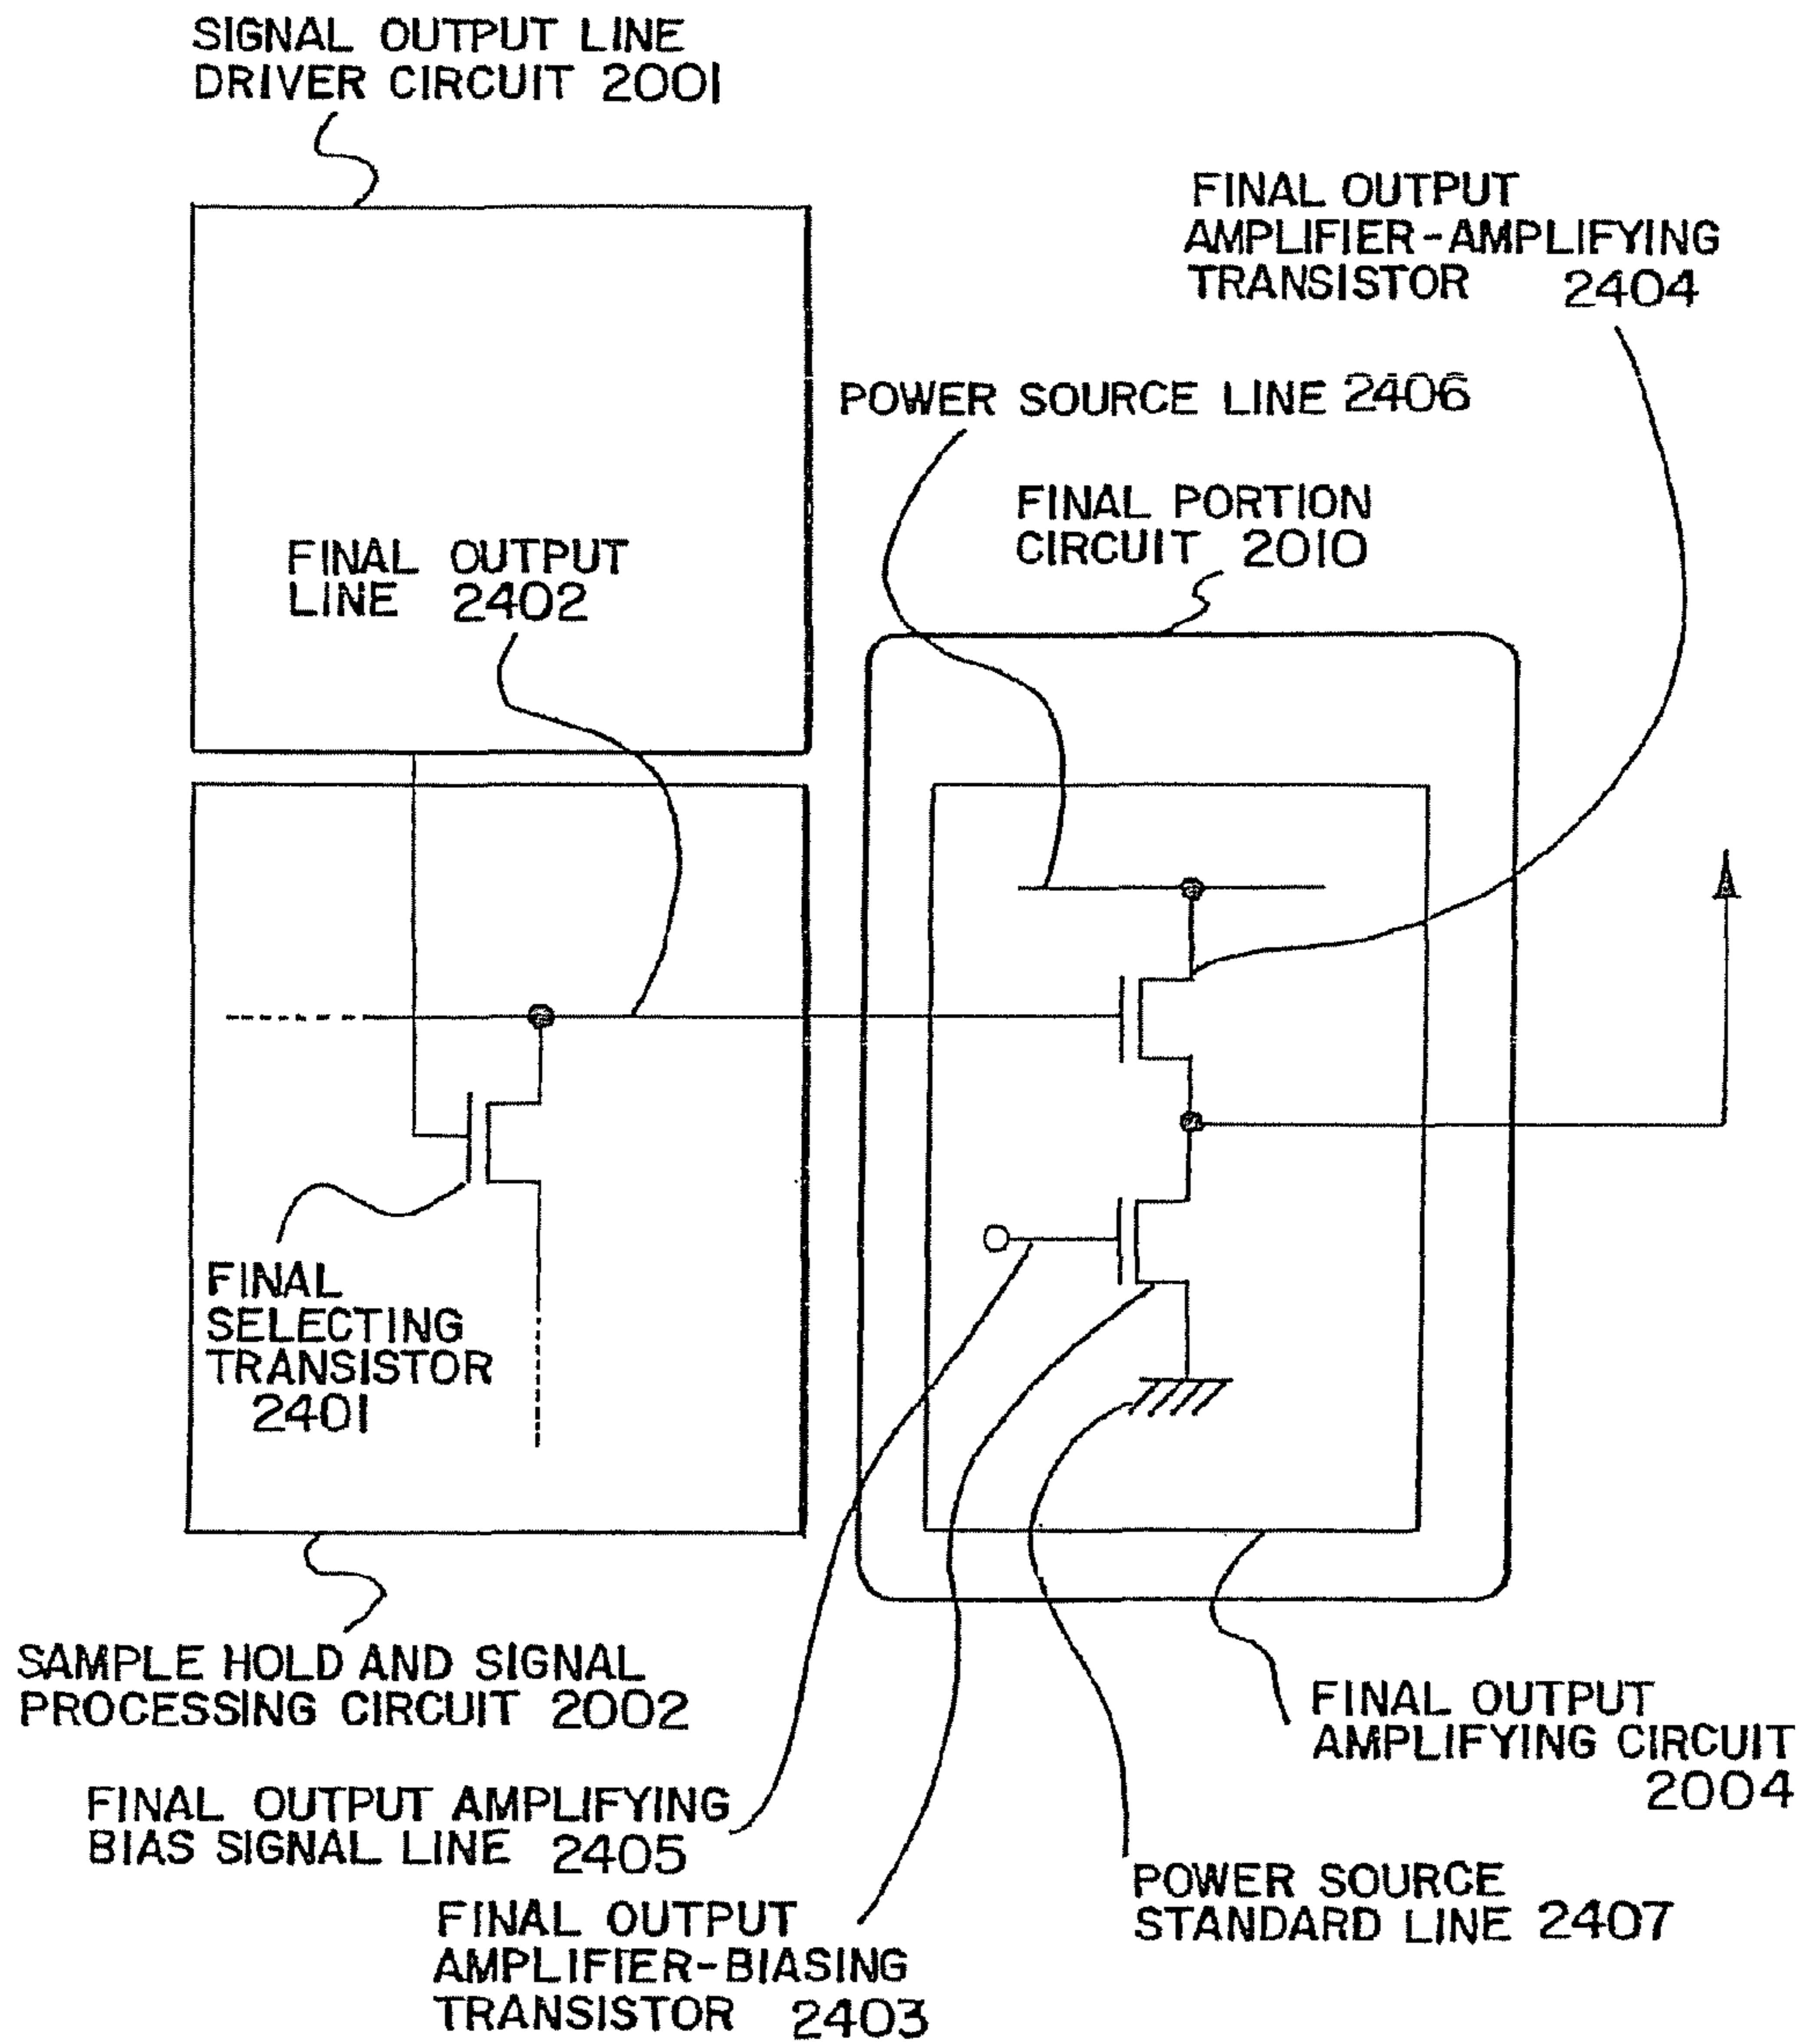 SIGNAL OUTPUT LINE
DRIVER CIRCUIT 2001
FINAL OUTPUT
AMPLIFIER-AMPLIFYING
TRANSISTOR 2404
POWER SOURCE LINE 2406
FINAL PORTION
CIRCUIT 2010
FINAL OUTPUT
LINE 2402
FINAL
SELECTING
TRANSISTOR
2401
SAMPLE HOLD AND SIGNAL
PROCESSING CIRCUIT 2002
FINAL OUTPUT
AMPLIFYING CIRCUIT
2004
FINAL OUTPUT AMPLIFYING
BIAS SIGNAL LINE 2405
POWER SOURCE
STANDARD LINE 2407
FINAL OUTPUT
AMPLIFIER-BIASING
TRANSISTOR 2403